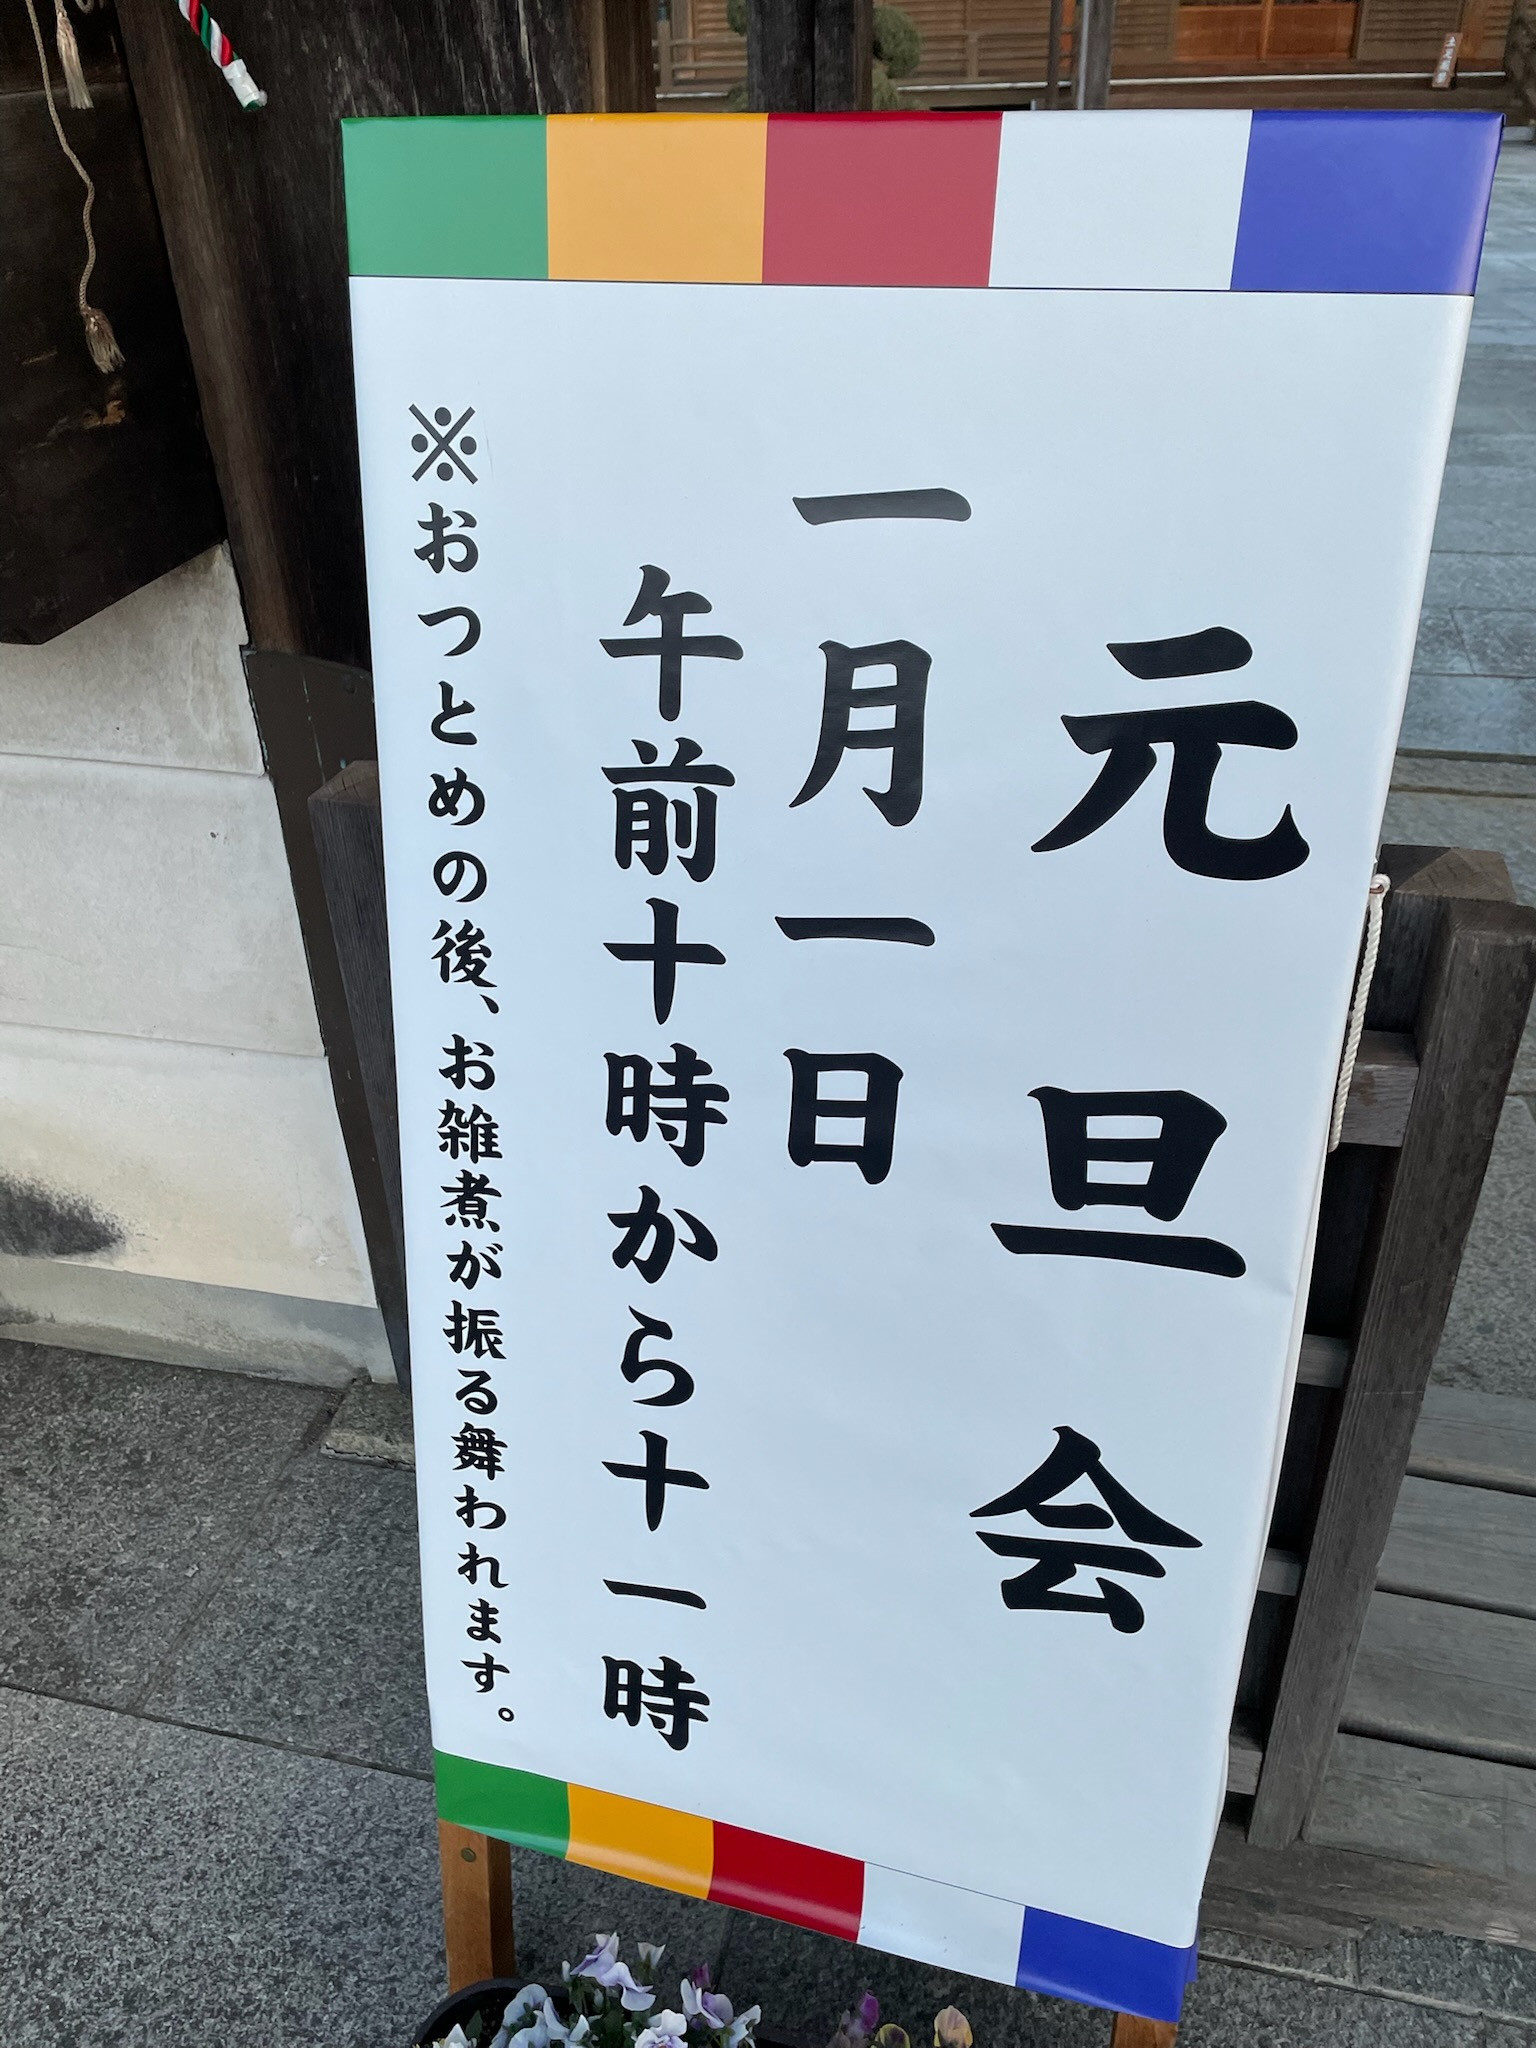 元旦会
一月一日
午前十時から十一時
※おつとめの後、お雑煮が振る舞われます。